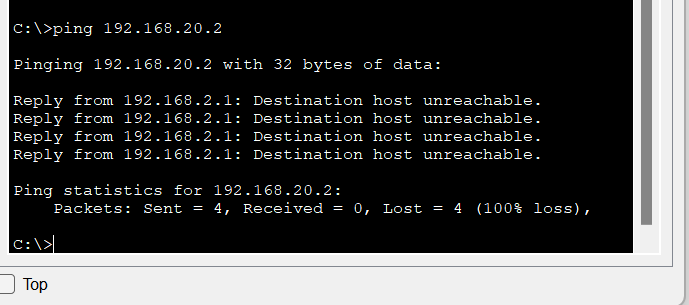 C:\>ping 192.168.20.2
Pinging 192.168.20.2 with 32 bytes of data:
Reply from 192.168.2.1: Destination host unreachable.
Reply from 192.168.2.1: Destination host unreachable.
Reply from 192.168.2.1: Destination host unreachable.
Reply from 192.168.2.1: Destination host unreachable.
Ping statistics for 192.168.20.2:
    Packets: Sent = 4, Received = 0, Lost = 4 (100% loss),
C:\>
Top